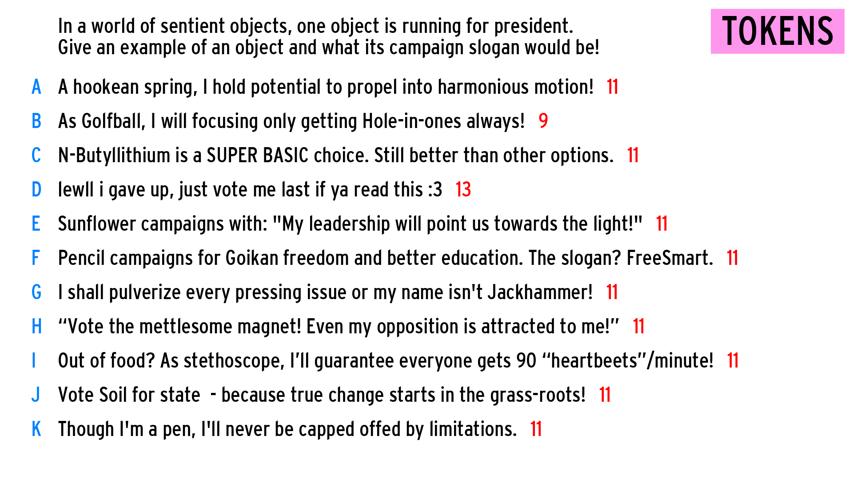 In a world of sentient objects, one object is running for president.
Give an example of an object and what its campaign slogan would be!
TOKENS
A A hookean spring, I hold potential to propel into harmonious motion! 11
B As Golfball, I will focusing only getting Hole-in-ones always! 9
C N-Butyllithium is a SUPER BASIC choice. Still better than other options. 11
D lewll i gave up, just vote me last if ya read this :3 13
E Sunflower campaigns with: "My leadership will point us towards the light!" 11
F Pencil campaigns for Goikan freedom and better education. The slogan? FreeSmart. 11
G I shall pulverize every pressing issue or my name isn't Jackhammer! 11
H “Vote the mettlesome magnet! Even my opposition is attracted to me!” 11
I Out of food? As stethoscope, I’ll guarantee everyone gets 90 “heartbeets”/minute! 11
J Vote Soil for state  - because true change starts in the grass-roots! 11
K Though I'm a pen, I'll never be capped offed by limitations. 11